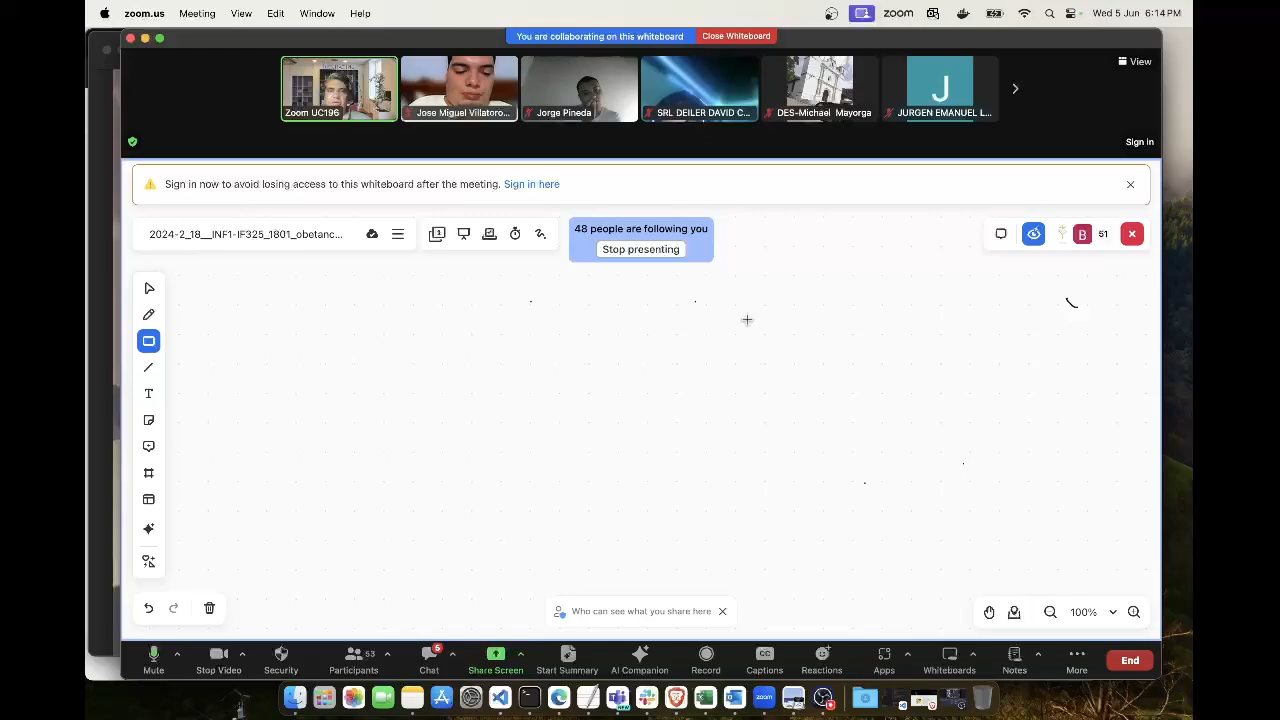 zoom.us Meeting View Edit Window Help zoom Wed 5 Jun 6:14 PM
You are collaborating on this whiteboard Close Whiteboard
View
Zoom UC196 Jose Miguel Villatoro... Jorge Pineda SRL DEILER DAVID C... DES-Michael Mayorga J JURGEN EMANUEL L...
Sign in
Sign in now to avoid losing access to this whiteboard after the meeting. Sign in here
2024-2_18__INF1-IF325_1801_obetanc... 1 48 people are following you B 51
Stop presenting
T
Who can see what you share here 100%
53 5 CC
Mute Stop Video Security Participants Chat Share Screen Start Summary AI Companion Record Captions Reactions Apps Whiteboards Notes More End
NEW zoom